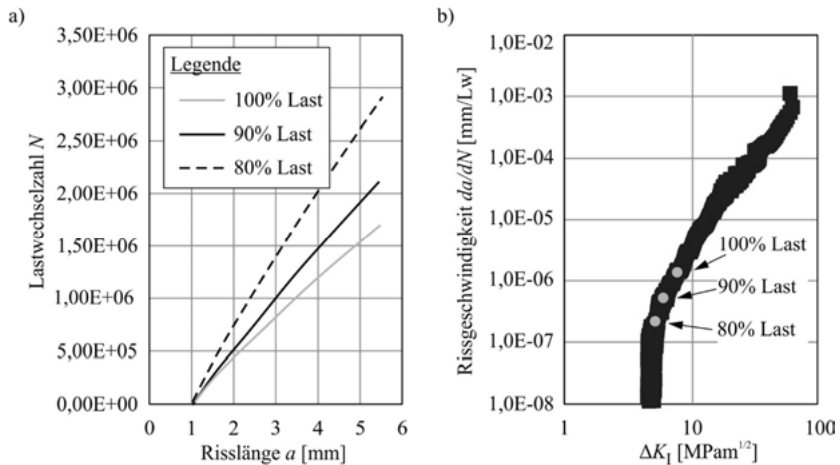 a)
Lastwechselzahl N
3,50E+06
3,00E+06
2,50E+06
2,00E+06
1,50E+06
1,00E+06
5,00E+05
0,00E+00
Legende
100% Last
90% Last
80% Last
0 1 2 3 4 5 6
Risslänge a [mm]
b)
Rissgeschwindigkeit da/dN [mm/Lw]
1,0E-02
1,0E-03
1,0E-04
1,0E-05
1,0E-06
1,0E-07
1,0E-08
100% Last
90% Last
80% Last
1 10 100
ΔK_I [MPam^1/2]